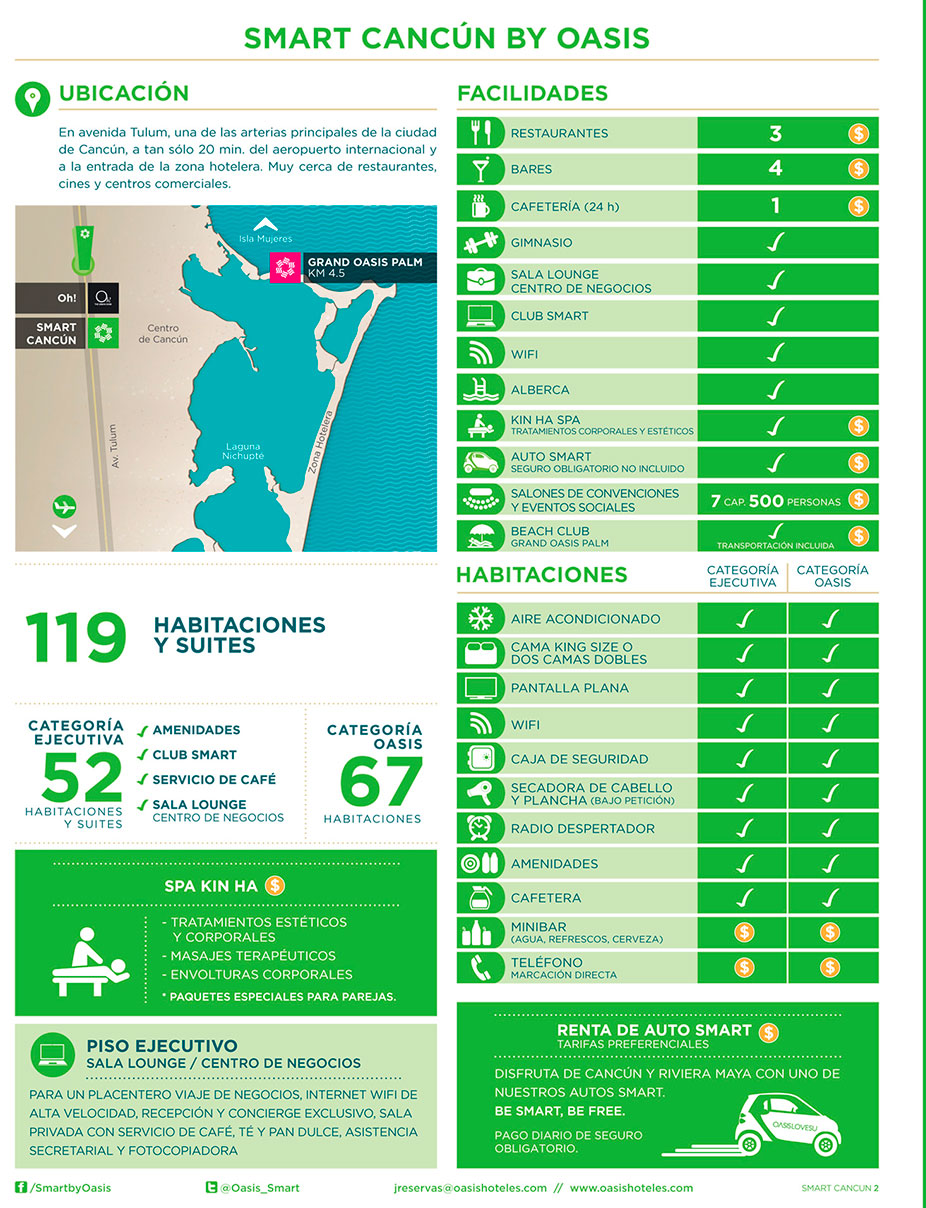 SMART CANCÚN BY OASIS
UBICACIÓN
En avenida Tulum, una de las arterias principales de la ciudad
de Cancún, a tan sólo 20 min. del aeropuerto internacional y
a la entrada de la zona hotelera. Muy cerca de restaurantes,
cines y centros comerciales.
Isla Mujeres
GRAND OASIS PALM
KM 4.5
Oh!
SMART
CANCÚN
Centro
de Cancún
Av. Tulum
Laguna
Nichupté
Zona Hotelera
119
HABITACIONES
Y SUITES
CATEGORÍA
EJECUTIVA
52
HABITACIONES
Y SUITES
AMENIDADES
CLUB SMART
SERVICIO DE CAFÉ
SALA LOUNGE
CENTRO DE NEGOCIOS
CATEGORÍA
OASIS
67
HABITACIONES
SPA KIN HA $
- TRATAMIENTOS ESTÉTICOS
Y CORPORALES
- MASAJES TERAPÉUTICOS
- ENVOLTURAS CORPORALES
* PAQUETES ESPECIALES PARA PAREJAS.
PISO EJECUTIVO
SALA LOUNGE / CENTRO DE NEGOCIOS
PARA UN PLACENTERO VIAJE DE NEGOCIOS, INTERNET WIFI DE
ALTA VELOCIDAD, RECEPCIÓN Y CONCIERGE EXCLUSIVO, SALA
PRIVADA CON SERVICIO DE CAFÉ, TÉ Y PAN DULCE, ASISTENCIA
SECRETARIAL Y FOTOCOPIADORA
FACILIDADES
RESTAURANTES 3 $
BARES 4 $
CAFETERÍA (24 h) 1 $
GIMNASIO
SALA LOUNGE
CENTRO DE NEGOCIOS
CLUB SMART
WIFI
ALBERCA
KIN HA SPA $
TRATAMIENTOS CORPORALES Y ESTÉTICOS
AUTO SMART $
SEGURO OBLIGATORIO NO INCLUIDO
SALONES DE CONVENCIONES
Y EVENTOS SOCIALES
7 CAP. 500 PERSONAS $
BEACH CLUB
GRAND OASIS PALM
TRANSPORTACIÓN INCLUIDA $
HABITACIONES
CATEGORÍA
EJECUTIVA
CATEGORÍA
OASIS
AIRE ACONDICIONADO
CAMA KING SIZE O
DOS CAMAS DOBLES
PANTALLA PLANA
WIFI
CAJA DE SEGURIDAD
SECADORA DE CABELLO
Y PLANCHA (BAJO PETICIÓN)
RADIO DESPERTADOR
AMENIDADES
CAFETERA
MINIBAR $ $
(AGUA, REFRESCOS, CERVEZA)
TELÉFONO $ $
MARCACIÓN DIRECTA
RENTA DE AUTO SMART $
TARIFAS PREFERENCIALES
DISFRUTA DE CANCÚN Y RIVIERA MAYA CON UNO DE
NUESTROS AUTOS SMART.
BE SMART, BE FREE.
PAGO DIARIO DE SEGURO
OBLIGATORIO.
OASISLOVESU
/SmartbyOasis
@Oasis_Smart
jreservas@oasishoteles.com // www.oasishoteles.com
SMART CANCUN 2